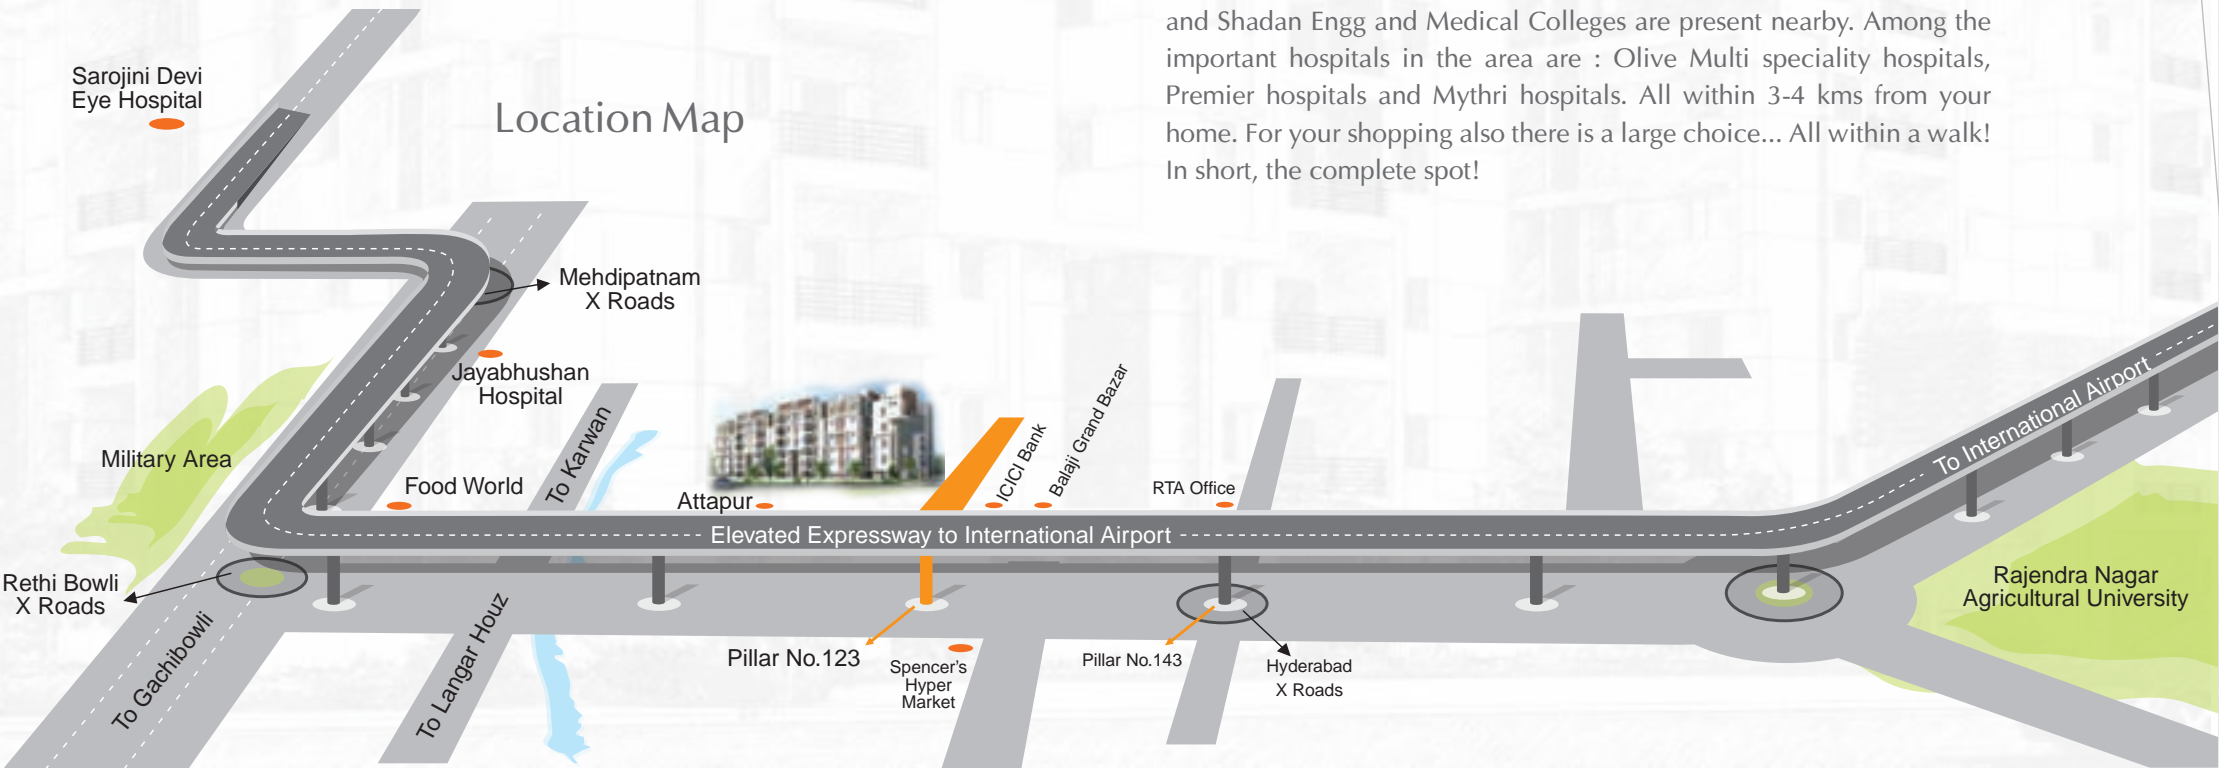 and Shadan Engg and Medical Colleges are present nearby. Among the
important hospitals in the area are : Olive Multi speciality hospitals,
Premier hospitals and Mythri hospitals. All within 3-4 kms from your
home. For your shopping also there is a large choice... All within a walk!
In short, the complete spot!
Location Map
Sarojini Devi
Eye Hospital
Mehdipatnam
X Roads
Jayabhushan
Hospital
Military Area
Food World
To Karwan
Attapur
ICICI Bank
Balaji Grand Bazar
RTA Office
To International Airport
Elevated Expressway to International Airport
Rethi Bowli
X Roads
To Gachibowli
To Langar Houz
Pillar No.123
Spencer's
Hyper
Market
Pillar No.143
Hyderabad
X Roads
Rajendra Nagar
Agricultural University